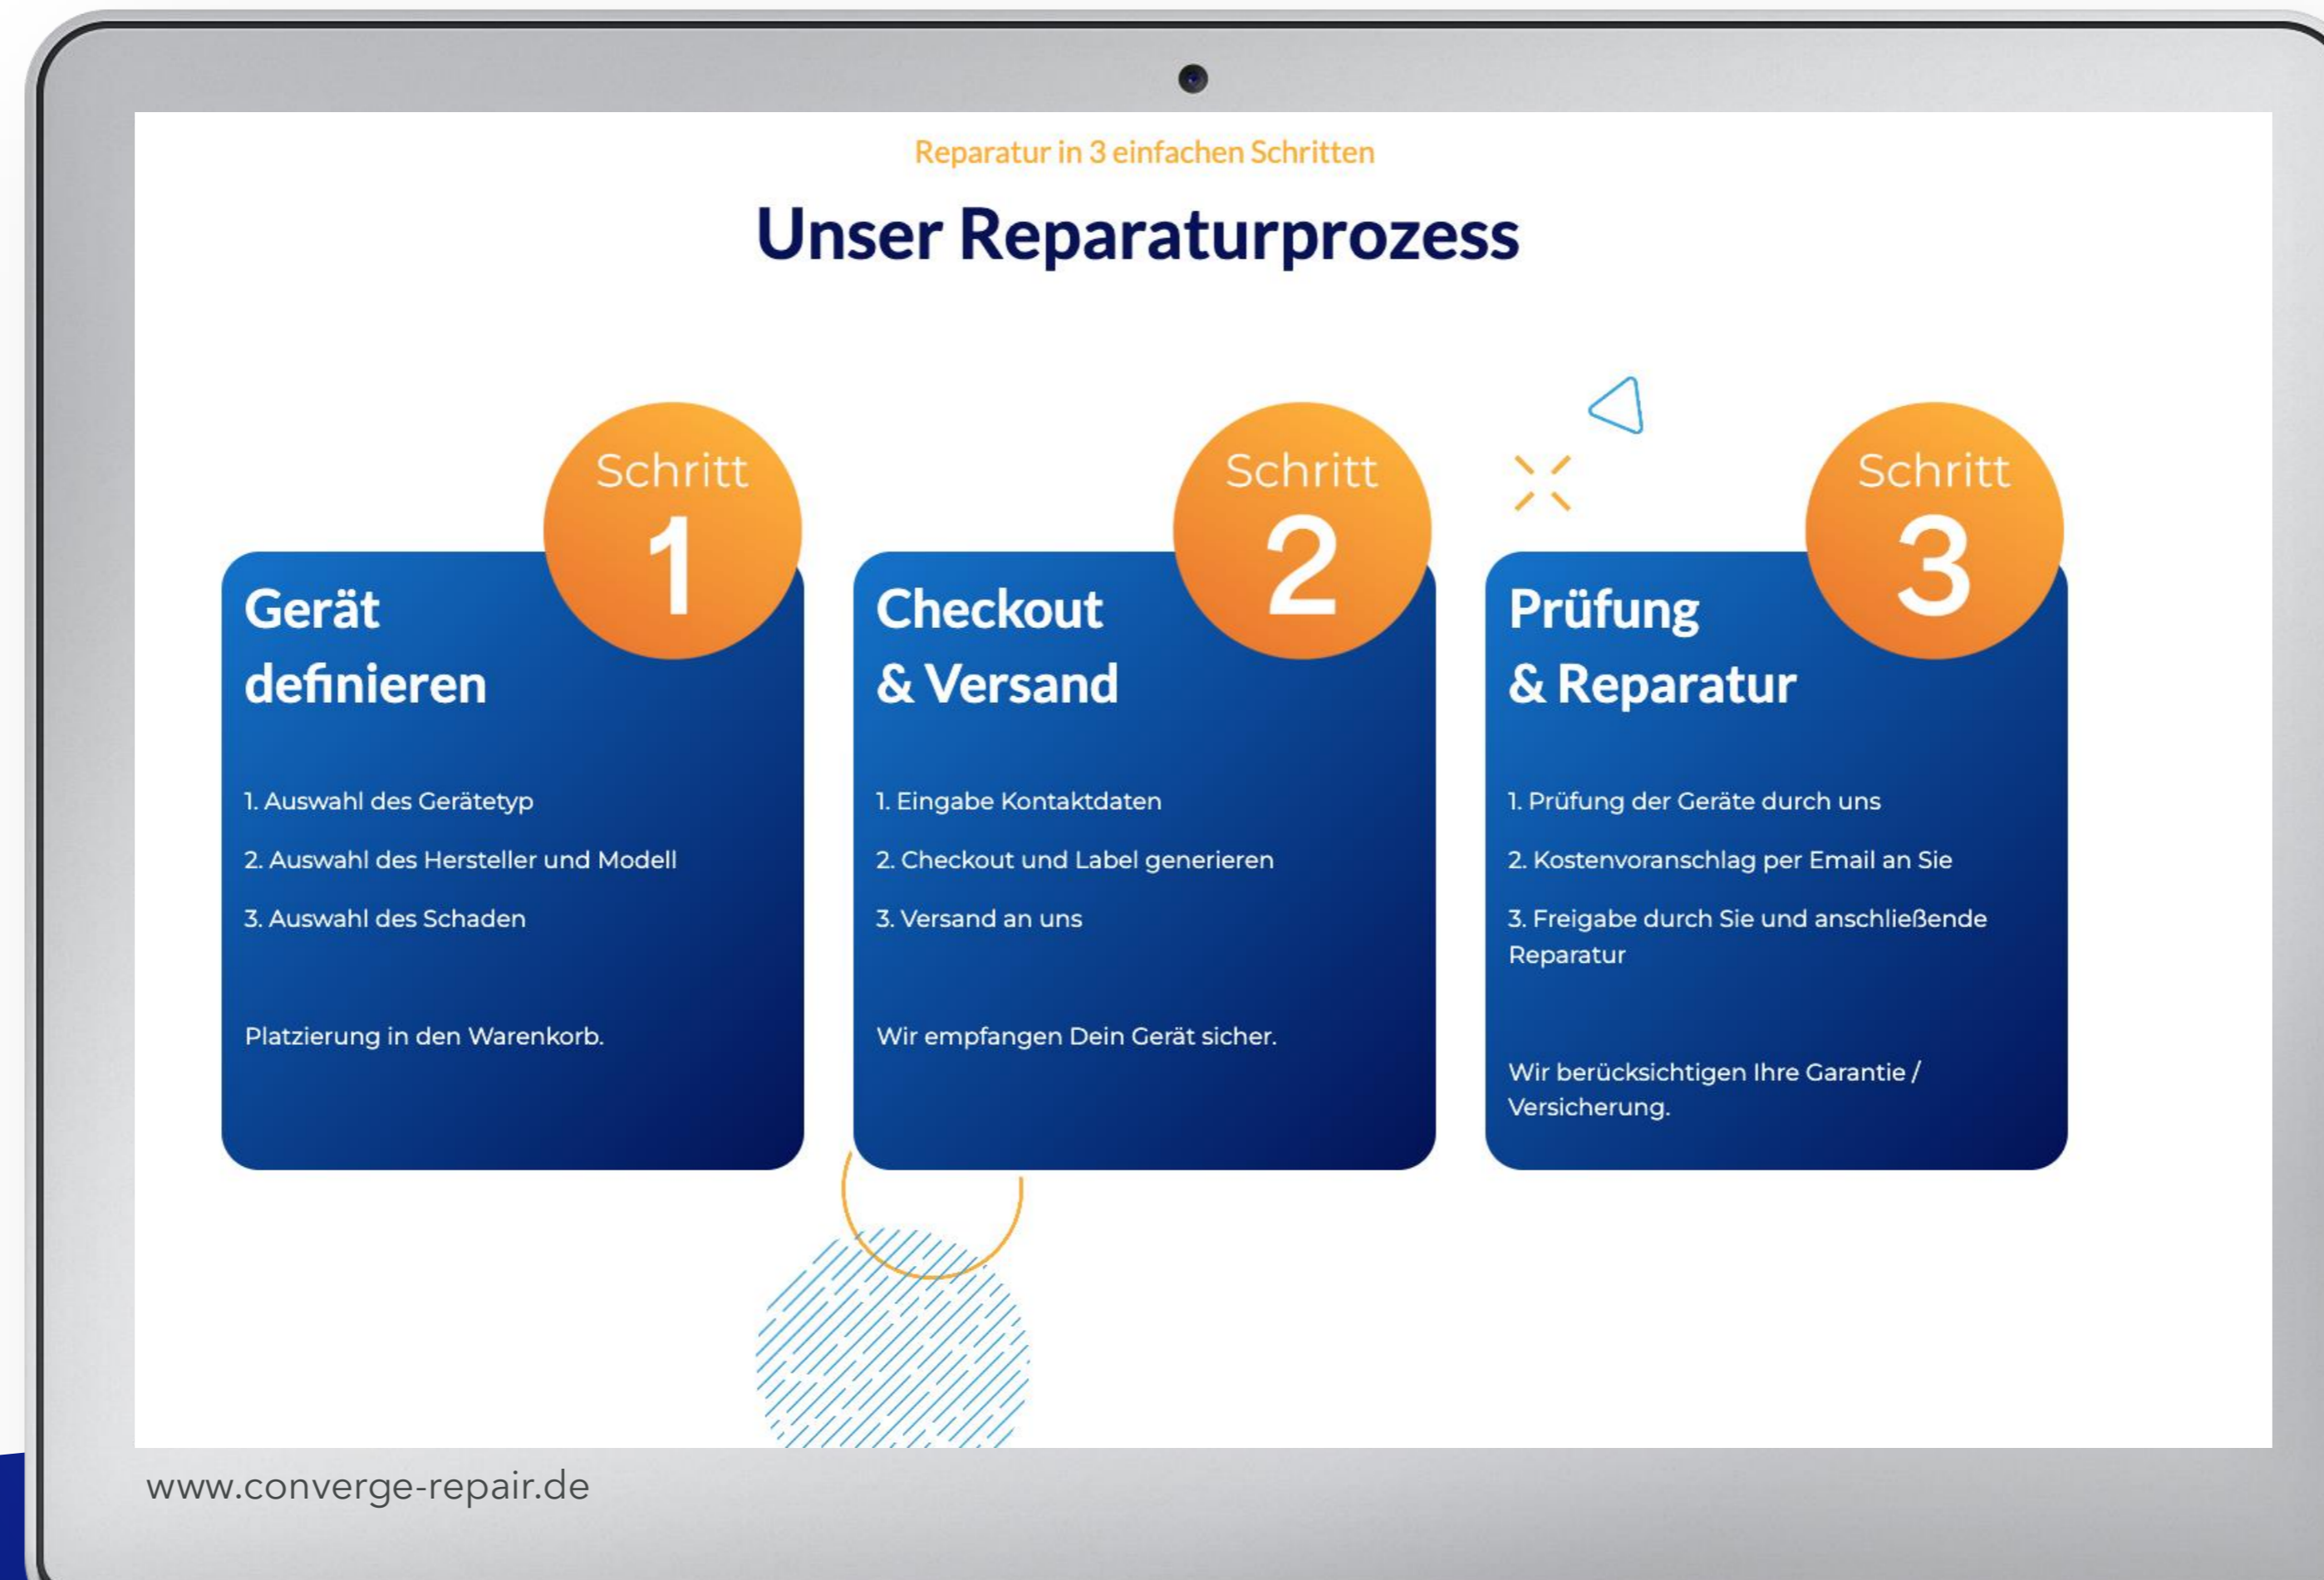 Reparatur in 3 einfachen Schritten
Unser Reparaturprozess
Schritt
1
Gerät
definieren
1. Auswahl des Gerätetyp
2. Auswahl des Hersteller und Modell
3. Auswahl des Schaden
Platzierung in den Warenkorb.
Schritt
2
Checkout
& Versand
1. Eingabe Kontaktdaten
2. Checkout und Label generieren
3. Versand an uns
Wir empfangen Dein Gerät sicher.
Schritt
3
Prüfung
& Reparatur
1. Prüfung der Geräte durch uns
2. Kostenvoranschlag per Email an Sie
3. Freigabe durch Sie und anschließende
Reparatur
Wir berücksichtigen Ihre Garantie /
Versicherung.
www.converge-repair.de